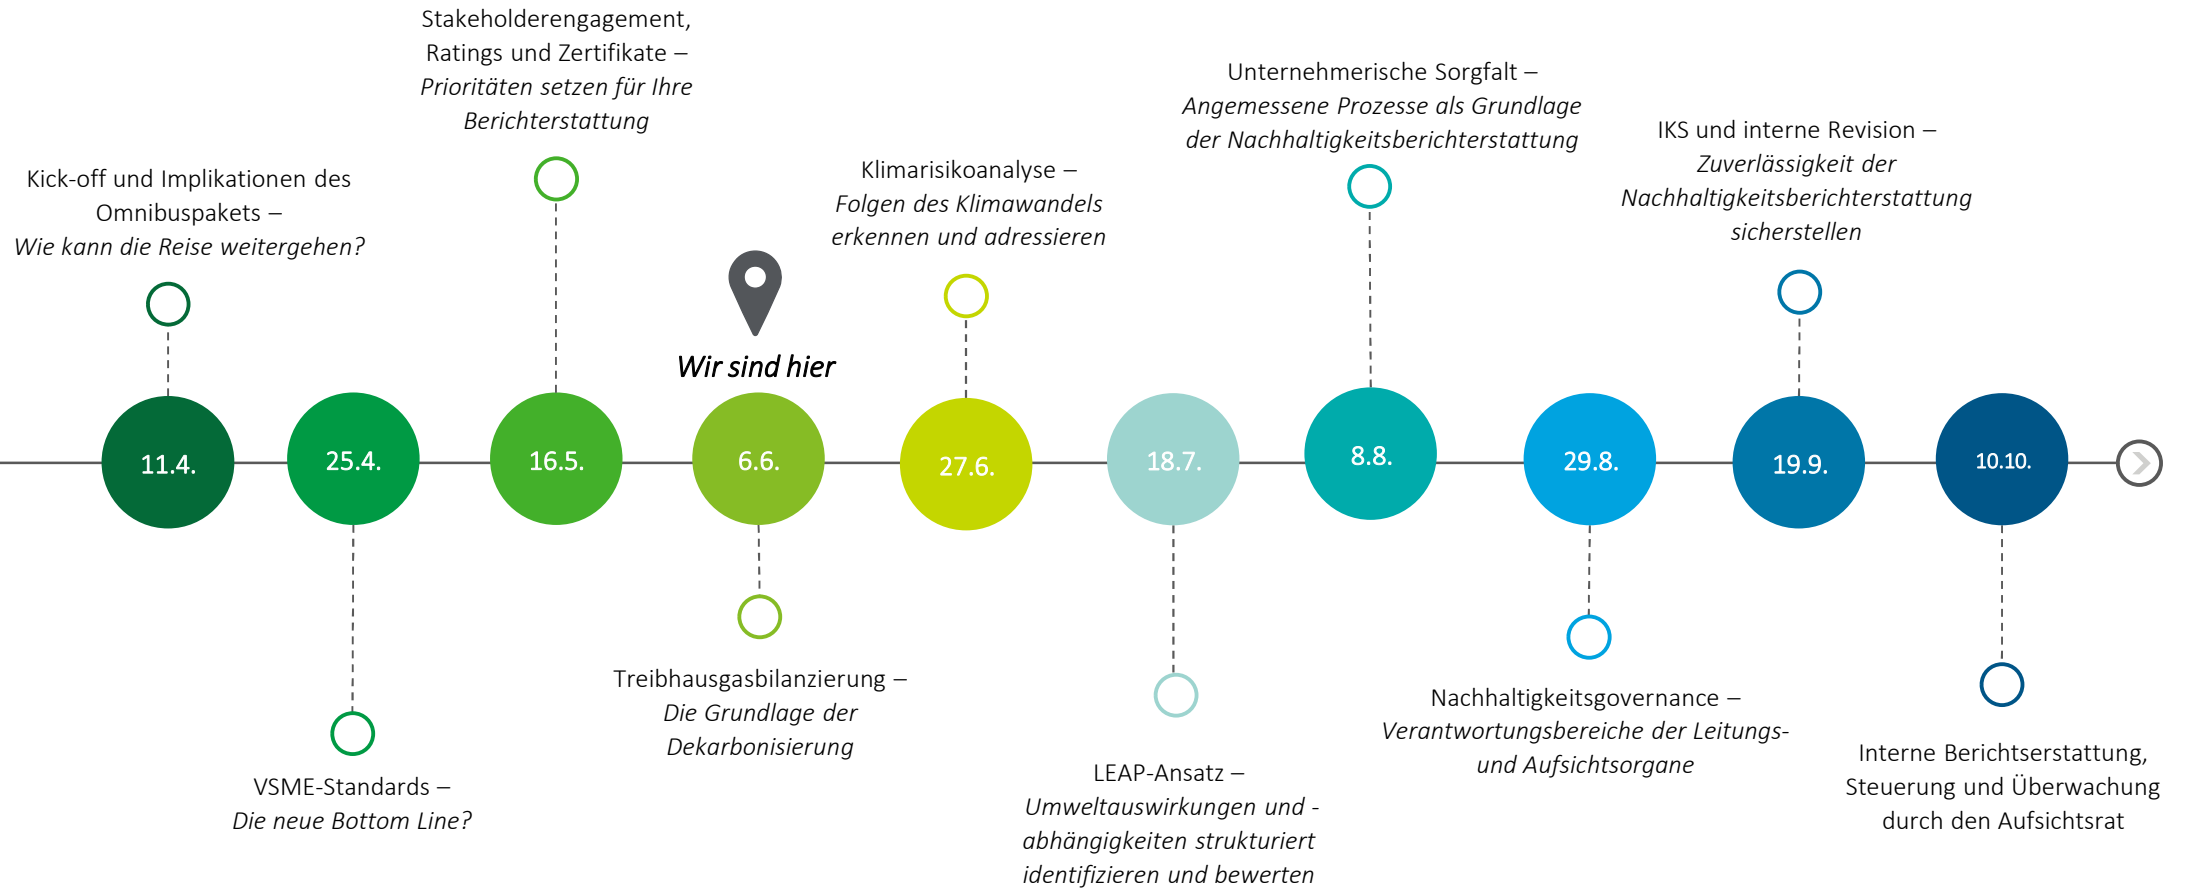 Kick-off und Implikationen des
Omnibuspakets –
Wie kann die Reise weitergehen?
11.4.
25.4.
VSME-Standards –
Die neue Bottom Line?
Stakeholderengagement,
Ratings und Zertifikate –
Prioritäten setzen für Ihre
Berichterstattung
16.5.
Wir sind hier
6.6.
Treibhausgasbilanzierung –
Die Grundlage der
Dekarbonisierung
Klimarisikoanalyse –
Folgen des Klimawandels
erkennen und adressieren
27.6.
18.7.
LEAP-Ansatz –
Umweltauswirkungen und -
abhängigkeiten strukturiert
identifizieren und bewerten
Unternehmerische Sorgfalt –
Angemessene Prozesse als Grundlage
der Nachhaltigkeitsberichterstattung
8.8.
29.8.
Nachhaltigkeitsgovernance –
Verantwortungsbereiche der Leitungs-
und Aufsichtsorgane
IKS und interne Revision –
Zuverlässigkeit der
Nachhaltigkeitsberichterstattung
sicherstellen
19.9.
10.10.
Interne Berichtserstattung,
Steuerung und Überwachung
durch den Aufsichtsrat